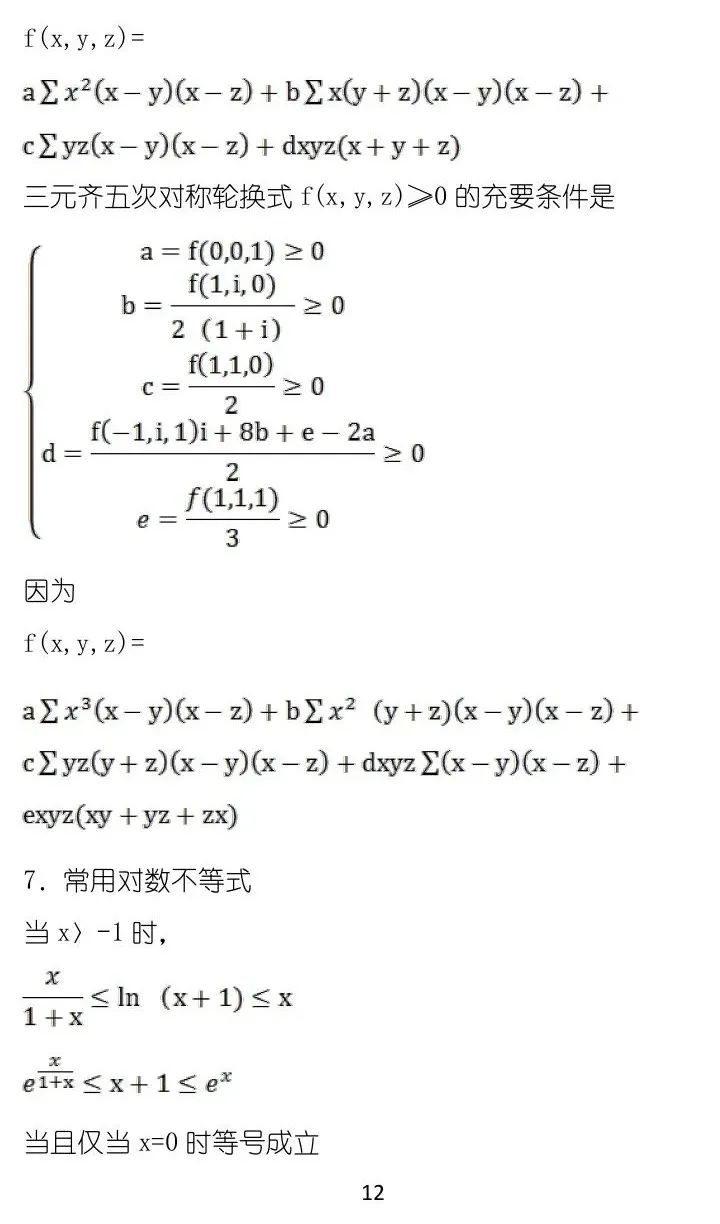 f(x,y,z)=
a∑x²(x−y)(x−z)+b∑x(y+z)(x−y)(x−z)+
c∑yz(x−y)(x−z)+dxyz(x+y+z)
三元齐五次对称轮换式 f(x,y,z)⩾0 的充要条件是
a=f(0,0,1)≥0
b=f(1,i,0)/2 (1+i)≥0
c=f(1,1,0)/2≥0
d=f(−1,i,1)i+8b+e−2a/2≥0
e=f(1,1,1)/3≥0
因为
f(x,y,z)=
a∑x³(x−y)(x−z)+b∑x² (y+z)(x−y)(x−z)+
c∑yz(y+z)(x−y)(x−z)+dxyz∑(x−y)(x−z)+
exyz(xy+yz+zx)
7. 常用对数不等式
当 x〉-1 时,
x/1+x≤ln (x+1)≤x
e^(x/1+x)≤x+1≤e^x
当且仅当 x=0 时等号成立
12